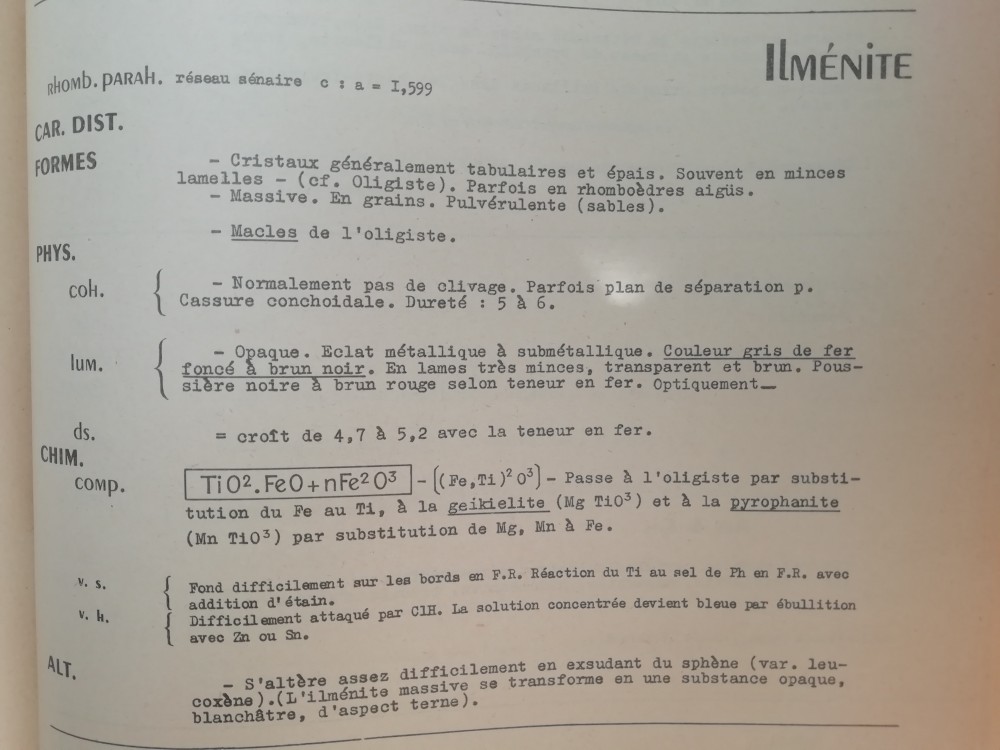 IlMÉNITE
rhomb. PARAH. réseau sénaire c : a = I,599
CAR. DIST.
FORMES
- Cristaux généralement tabulaires et épais. Souvent en minces
lamelles - (cf. Oligiste). Parfois en rhomboèdres aigüs.
- Massive. En grains. Pulvérulente (sables).
- Macles de l'oligiste.
PHYS.
coh. { - Normalement pas de clivage. Parfois plan de séparation p.
Cassure conchoidale. Dureté : 5 à 6.
lum. { - Opaque. Eclat métallique à submétallique. Couleur gris de fer
foncé à brun noir. En lames très minces, transparent et brun. Pous-
sière noire à brun rouge selon teneur en fer. Optiquement—
ds. = croît de 4,7 à 5,2 avec la teneur en fer.
CHIM.
comp. TiO².FeO+nFe²O³ - [(Fe,Ti)²O³] - Passe à l'oligiste par substi-
tution du Fe au Ti, à la geikielite (Mg TiO³) et à la pyrophanite
(Mn TiO³) par substitution de Mg, Mn à Fe.
v. s. { Fond difficilement sur les bords en F.R. Réaction du Ti au sel de Ph en F.R. avec
addition d'étain.
v. h. { Difficilement attaqué par ClH. La solution concentrée devient bleue par ébullition
avec Zn ou Sn.
ALT.
- S'altère assez difficilement en exsudant du sphène (var. leu-
coxène).(L'ilménite massive se transforme en une substance opaque,
blanchâtre, d'aspect terne).